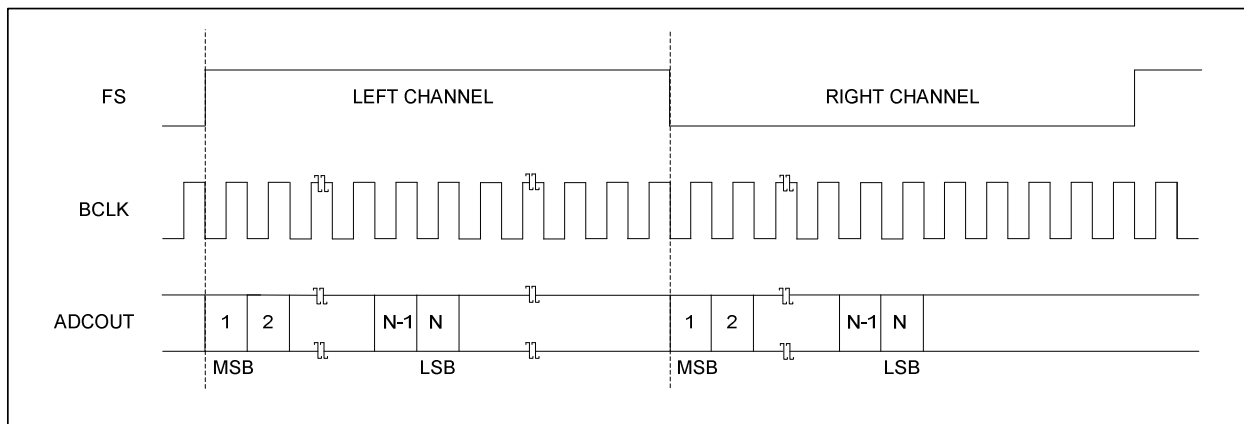 FS LEFT CHANNEL RIGHT CHANNEL
BCLK
ADCOUT 1 2 N-1 N 1 2 N-1 N
MSB LSB MSB LSB